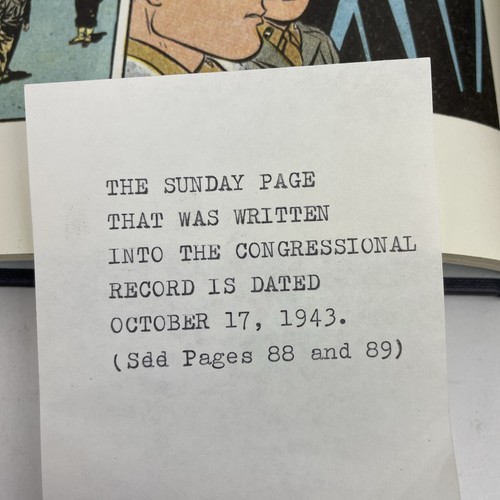 THE SUNDAY PAGE
THAT WAS WRITTEN
INTO THE CONGRESSIONAL
RECORD IS DATED
OCTOBER 17, 1943.
(Sdd Pages 88 and 89)